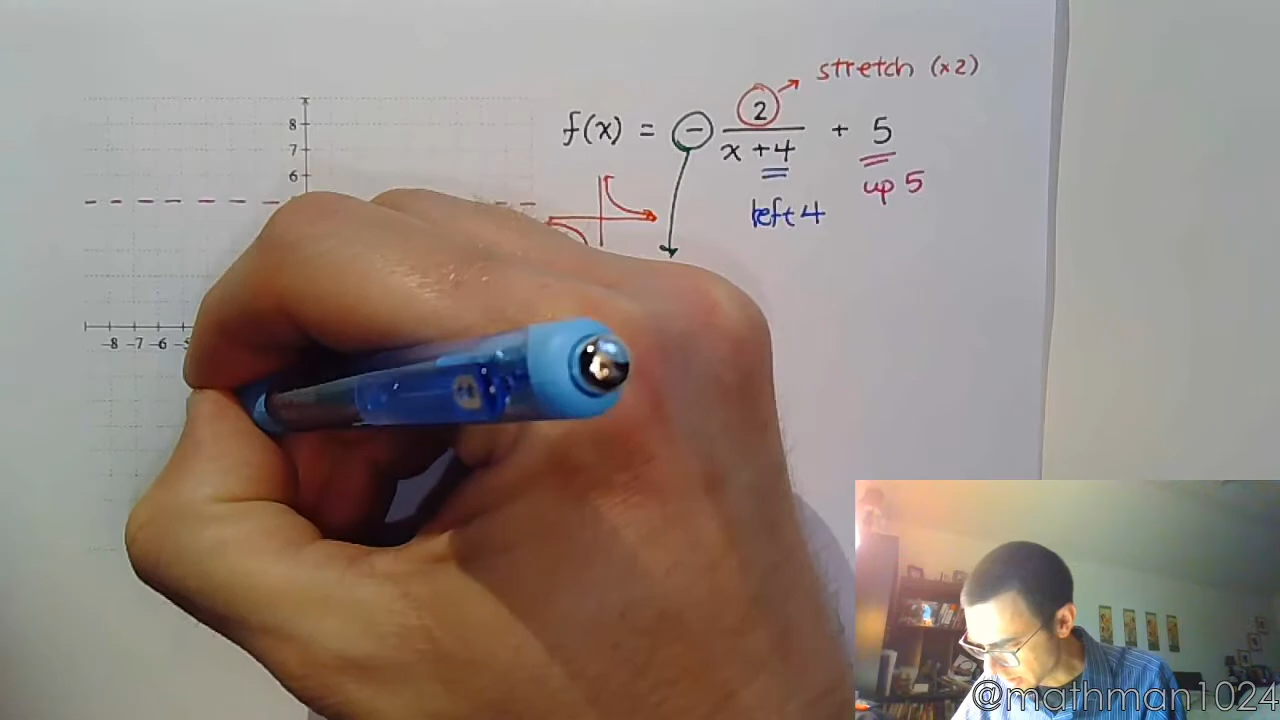 stretch (x2)
f(x) = - 2 / x + 4 + 5
up 5
left 4
8
7
6
-8 -7 -6
@mathman1024